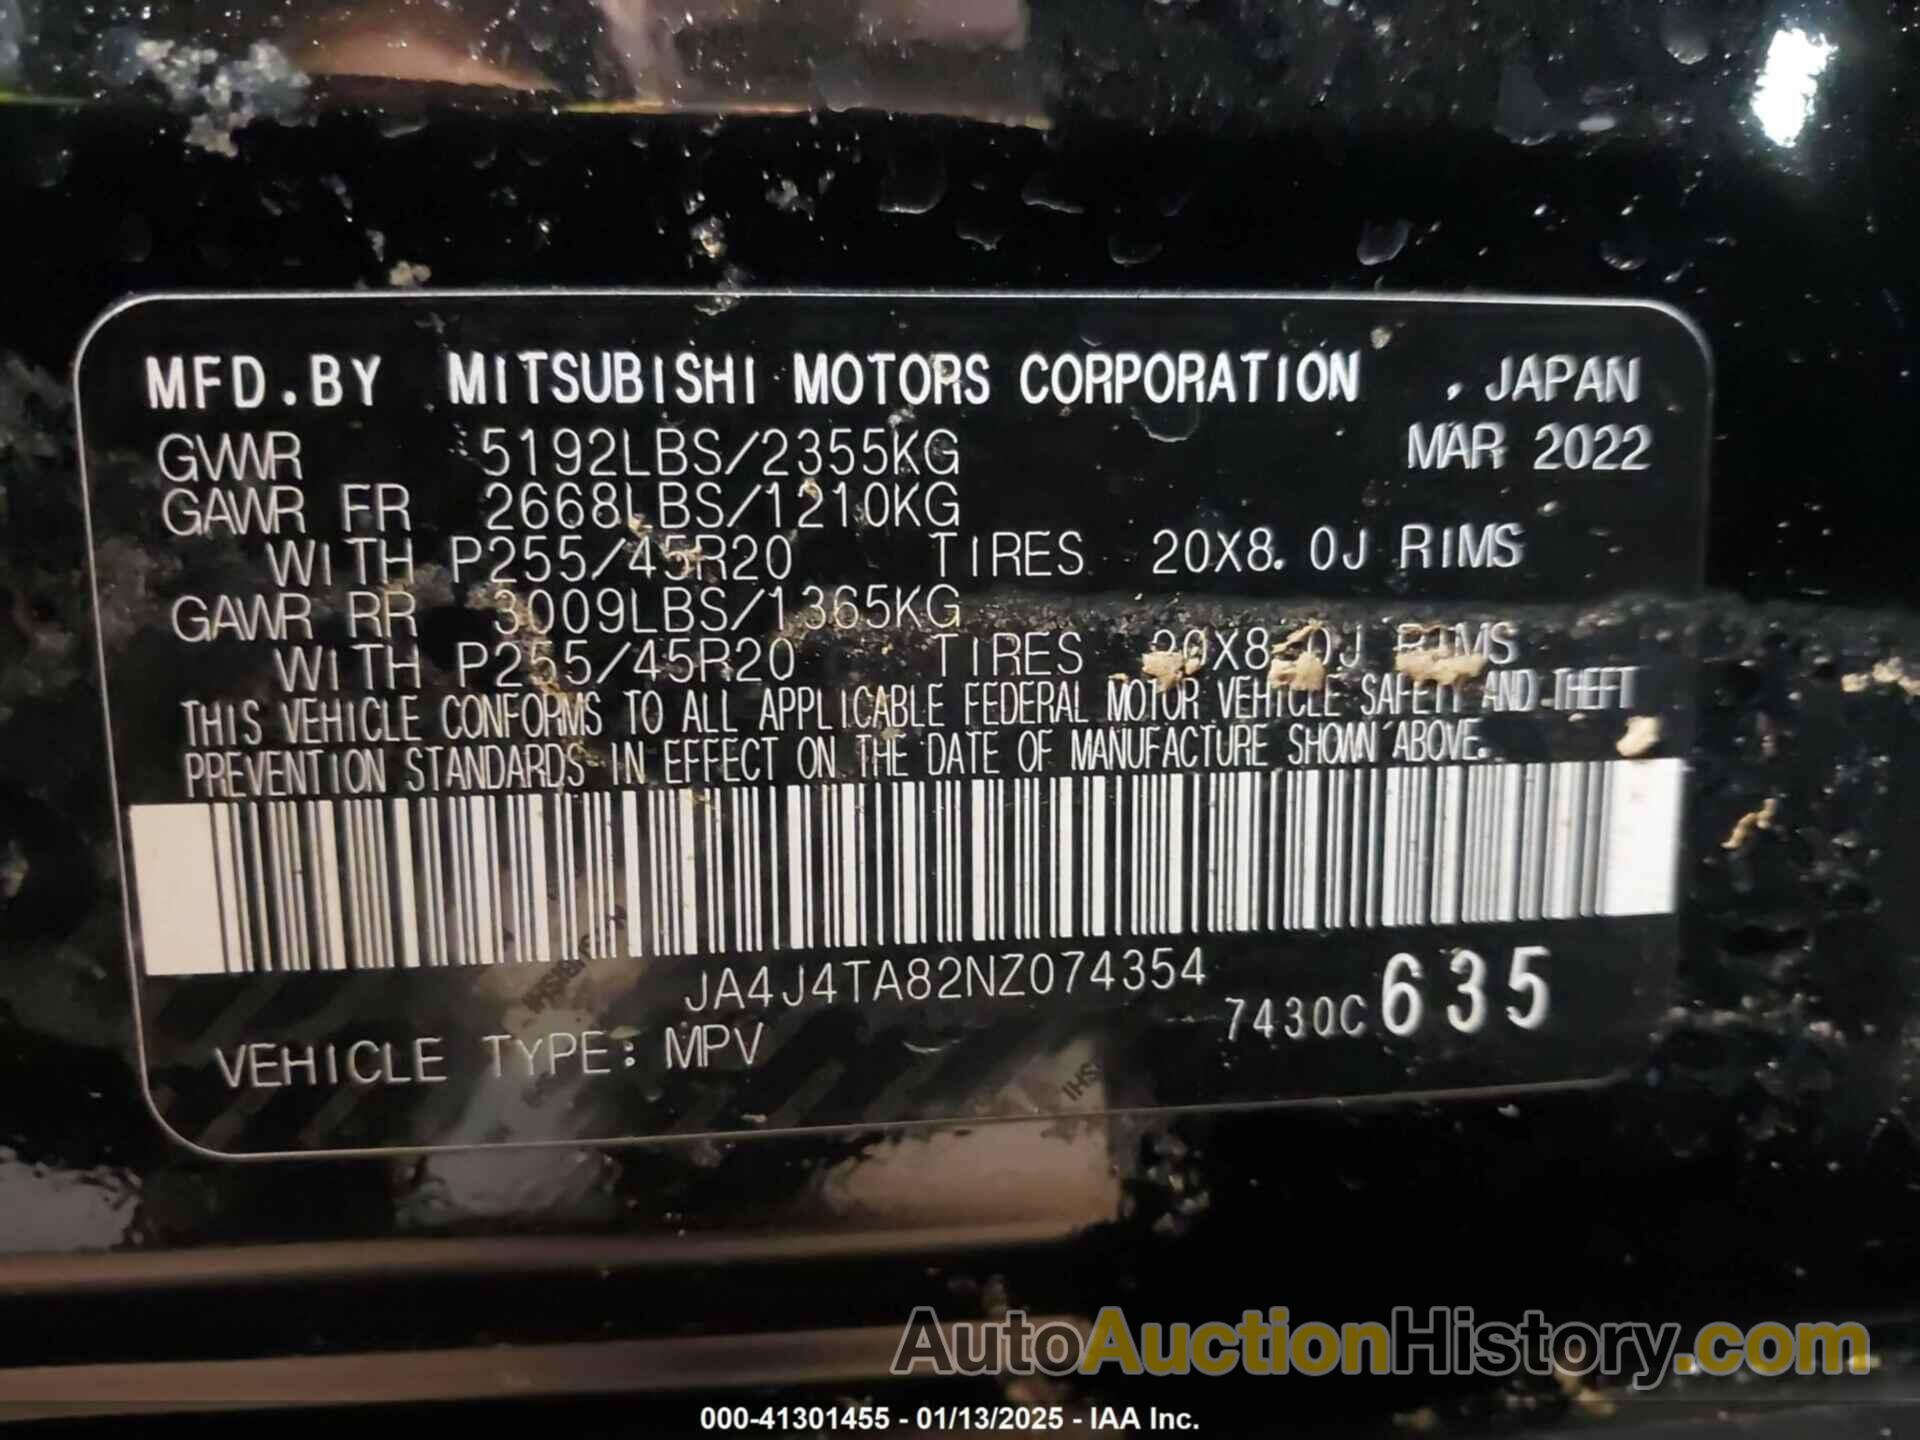 MFD.BY MITSUBISHI MOTORS CORPORATION , JAPAN
GVWR 5192LBS/2355KG MAR 2022
GAWR FR 2668LBS/1210KG
WITH P255/45R20 TIRES 20X8.0J RIMS
GAWR RR 3009LBS/1365KG
WITH P255/45R20 TIRES 20X8.0J RIMS
THIS VEHICLE CONFORMS TO ALL APPLICABLE FEDERAL MOTOR VEHICLE SAFETY AND THEFT
PREVENTION STANDARDS IN EFFECT ON THE DATE OF MANUFACTURE SHOWN ABOVE.
JA4J4TA82NZ074354
7430C 635
VEHICLE TYPE: MPV
AutoAuctionHistory.com
000-41301455 - 01/13/2025 - IAA Inc.